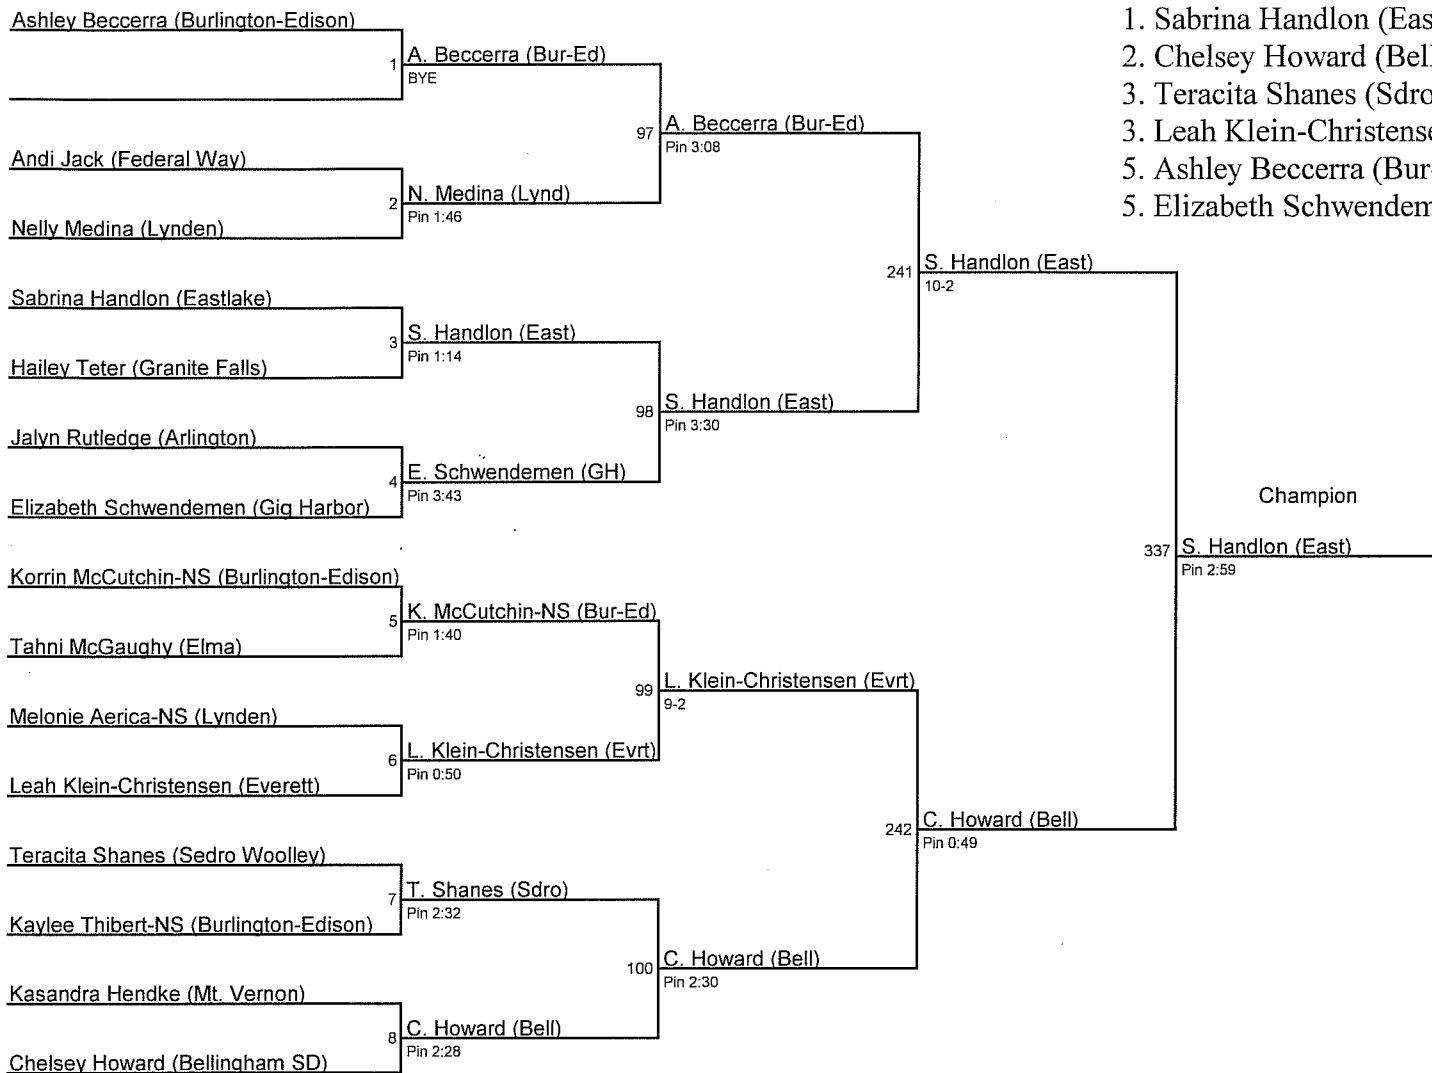 Ashley Beccerra (Burlington-Edison)
1 A. Beccerra (Bur-Ed)
BYE
97 A. Beccerra (Bur-Ed)
Pin 3:08
Andi Jack (Federal Way)
2 N. Medina (Lynd)
Pin 1:46
Nelly Medina (Lynden)
241 S. Handlon (East)
10-2
Sabrina Handlon (Eastlake)
3 S. Handlon (East)
Pin 1:14
Hailey Teter (Granite Falls)
98 S. Handlon (East)
Pin 3:30
Jalyn Rutledge (Arlington)
4 E. Schwendemen (GH)
Pin 3:43
Elizabeth Schwendemen (Gig Harbor)
Champion
337 S. Handlon (East)
Pin 2:59
Korrin McCutchin-NS (Burlington-Edison)
5 K. McCutchin-NS (Bur-Ed)
Pin 1:40
Tahni McGaughy (Elma)
99 L. Klein-Christensen (Evrt)
9-2
Melonie Aerica-NS (Lynden)
6 L. Klein-Christensen (Evrt)
Pin 0:50
Leah Klein-Christensen (Everett)
242 C. Howard (Bell)
Pin 0:49
Teracita Shanes (Sedro Woolley)
7 T. Shanes (Sdro)
Pin 2:32
Kaylee Thibert-NS (Burlington-Edison)
100 C. Howard (Bell)
Pin 2:30
Kasandra Hendke (Mt. Vernon)
8 C. Howard (Bell)
Pin 2:28
Chelsey Howard (Bellingham SD)
1. Sabrina Handlon (Eas
2. Chelsey Howard (Bell
3. Teracita Shanes (Sdro
3. Leah Klein-Christense
5. Ashley Beccerra (Bur-
5. Elizabeth Schwendem